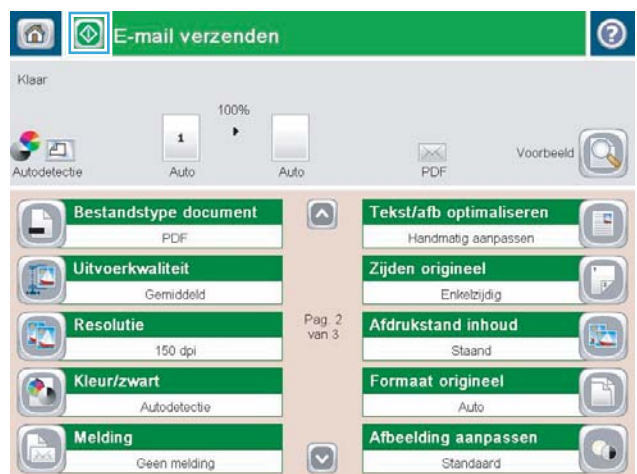 E-mail verzenden
Klaar
100%
1
Autodetectie
Auto
Auto
PDF
Voorbeeld
Bestandstype document
PDF
Uitvoerkwaliteit
Gemiddeld
Resolutie
150 dpi
Kleur/zwart
Autodetectie
Melding
Geen melding
Pag. 2
van 3
Tekst/afb optimaliseren
Handmatig aanpassen
Zijden origineel
Enkelzijdig
Afdrukstand inhoud
Staand
Formaat origineel
Auto
Afbeelding aanpassen
Standaard